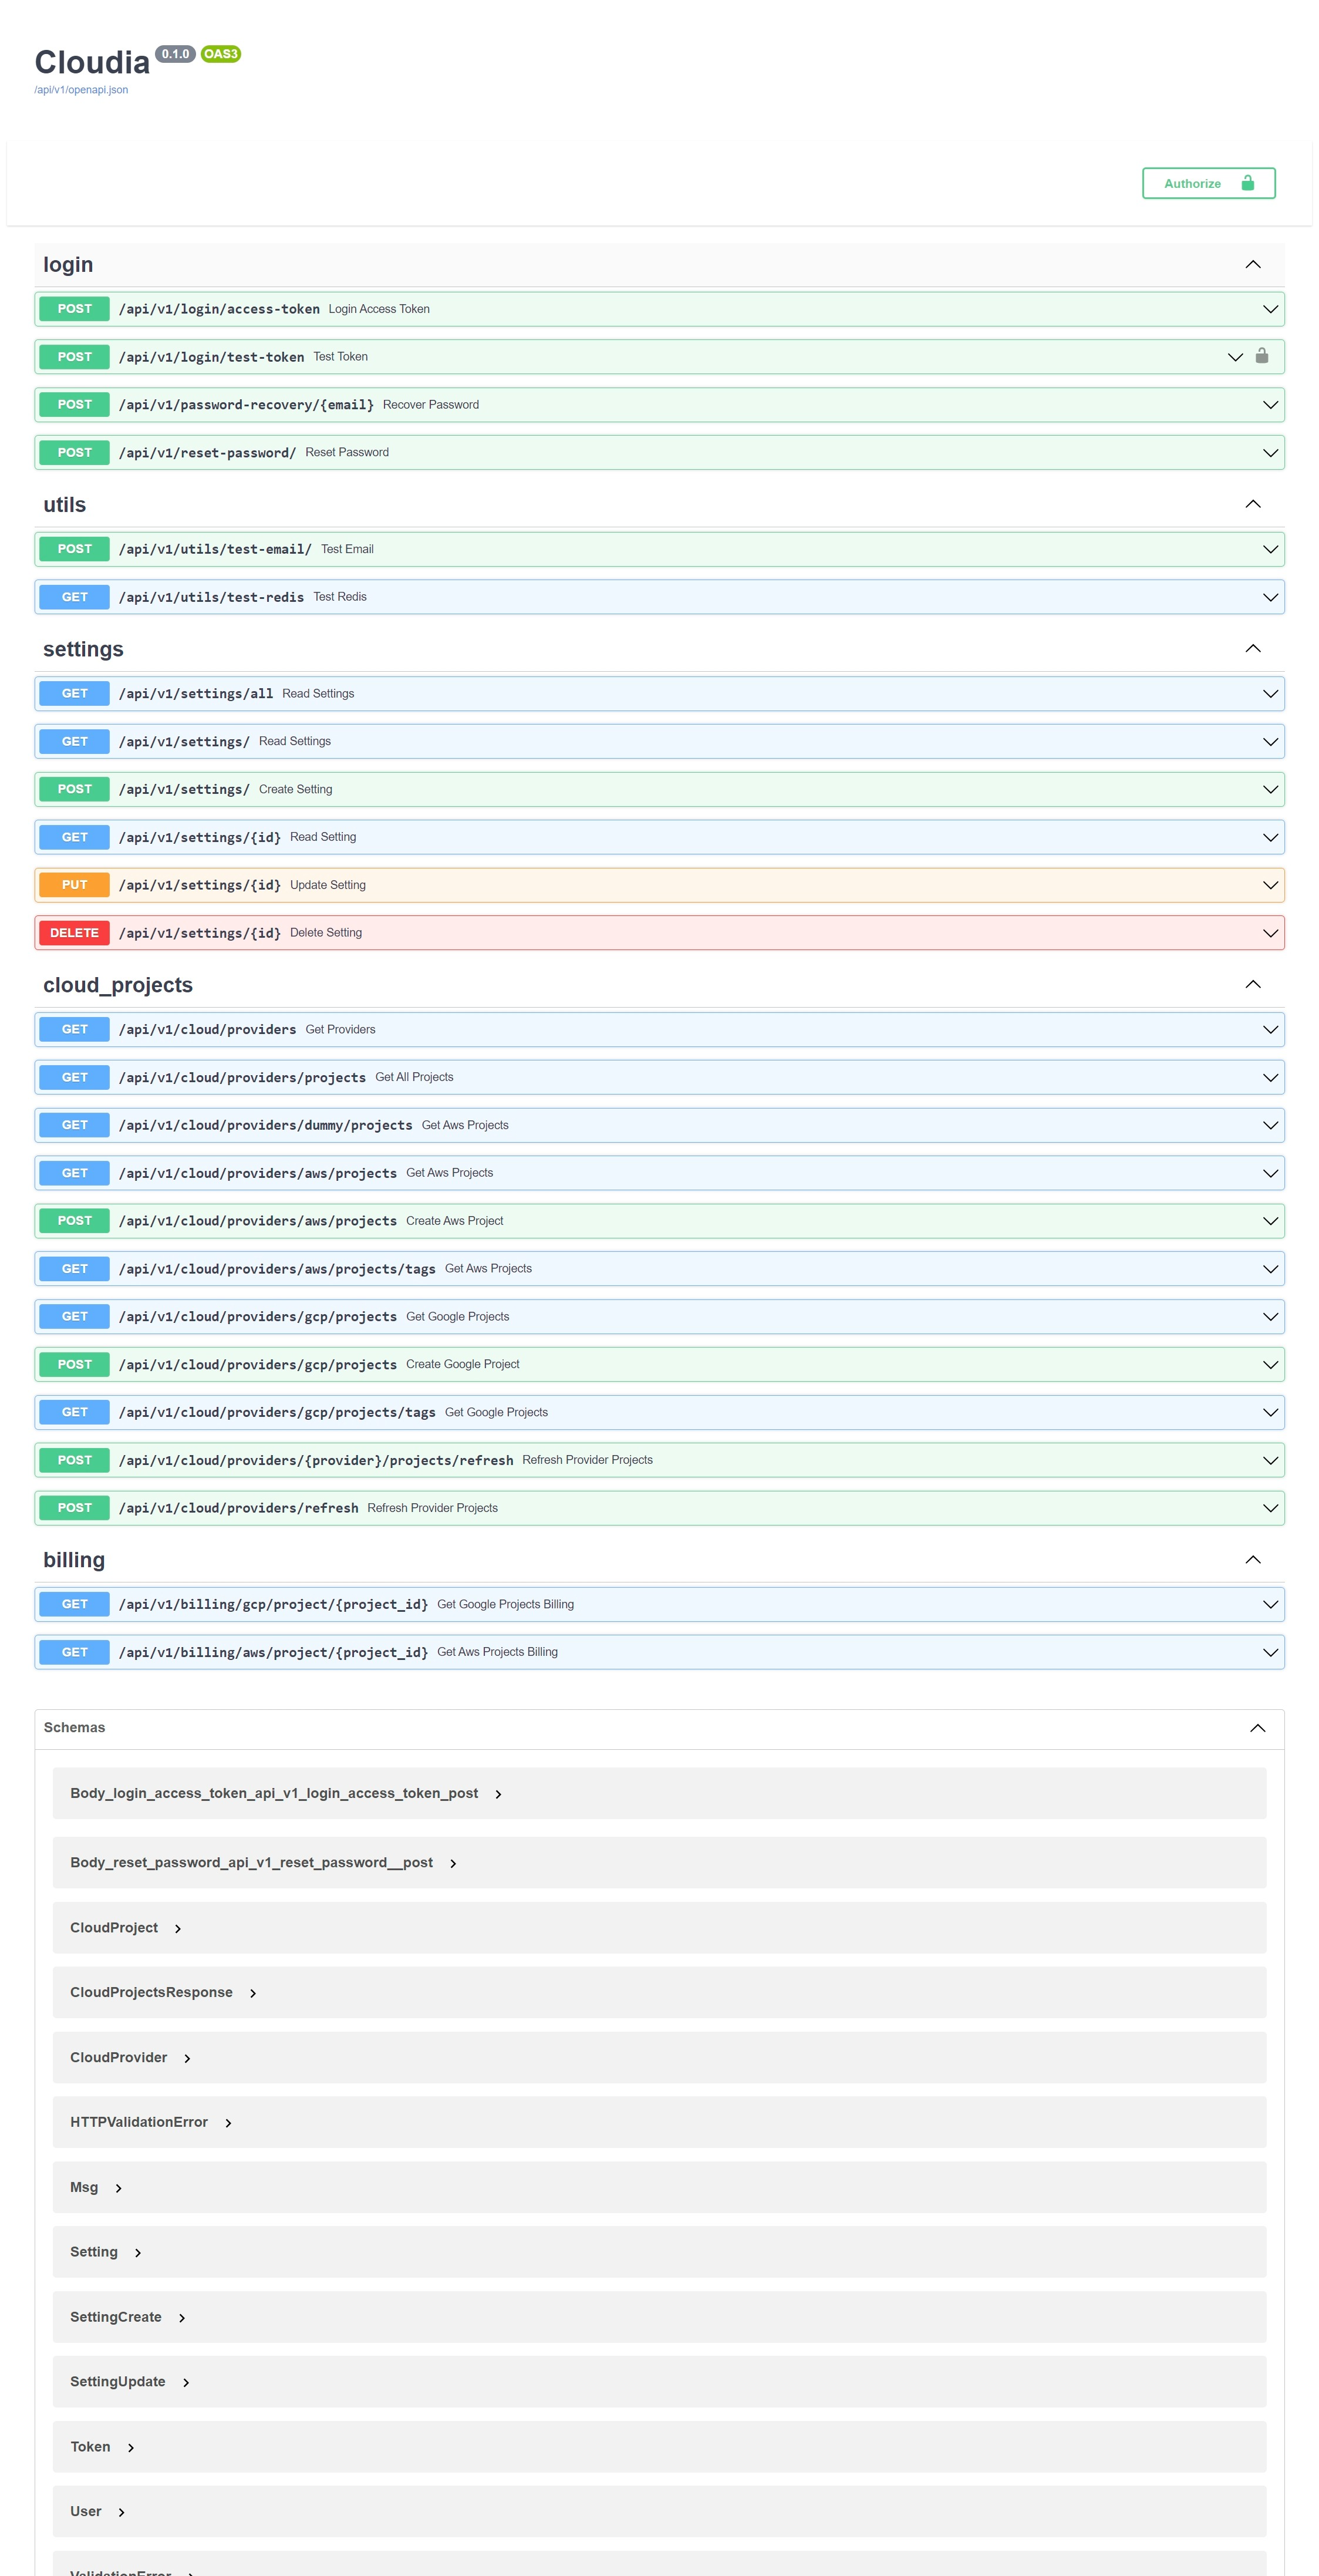 Cloudia 0.1.0 OAS3
/api/v1/openapi.json
Authorize
login
POST /api/v1/login/access-token Login Access Token
POST /api/v1/login/test-token Test Token
POST /api/v1/password-recovery/{email} Recover Password
POST /api/v1/reset-password/ Reset Password
utils
POST /api/v1/utils/test-email/ Test Email
GET /api/v1/utils/test-redis Test Redis
settings
GET /api/v1/settings/all Read Settings
GET /api/v1/settings/ Read Settings
POST /api/v1/settings/ Create Setting
GET /api/v1/settings/{id} Read Setting
PUT /api/v1/settings/{id} Update Setting
DELETE /api/v1/settings/{id} Delete Setting
cloud_projects
GET /api/v1/cloud/providers Get Providers
GET /api/v1/cloud/providers/projects Get All Projects
GET /api/v1/cloud/providers/dummy/projects Get Aws Projects
GET /api/v1/cloud/providers/aws/projects Get Aws Projects
POST /api/v1/cloud/providers/aws/projects Create Aws Project
GET /api/v1/cloud/providers/aws/projects/tags Get Aws Projects
GET /api/v1/cloud/providers/gcp/projects Get Google Projects
POST /api/v1/cloud/providers/gcp/projects Create Google Project
GET /api/v1/cloud/providers/gcp/projects/tags Get Google Projects
POST /api/v1/cloud/providers/{provider}/projects/refresh Refresh Provider Projects
POST /api/v1/cloud/providers/refresh Refresh Provider Projects
billing
GET /api/v1/billing/gcp/project/{project_id} Get Google Projects Billing
GET /api/v1/billing/aws/project/{project_id} Get Aws Projects Billing
Schemas
Body_login_access_token_api_v1_login_access_token_post
Body_reset_password_api_v1_reset_password__post
CloudProject
CloudProjectsResponse
CloudProvider
HTTPValidationError
Msg
Setting
SettingCreate
SettingUpdate
Token
User
ValidationError